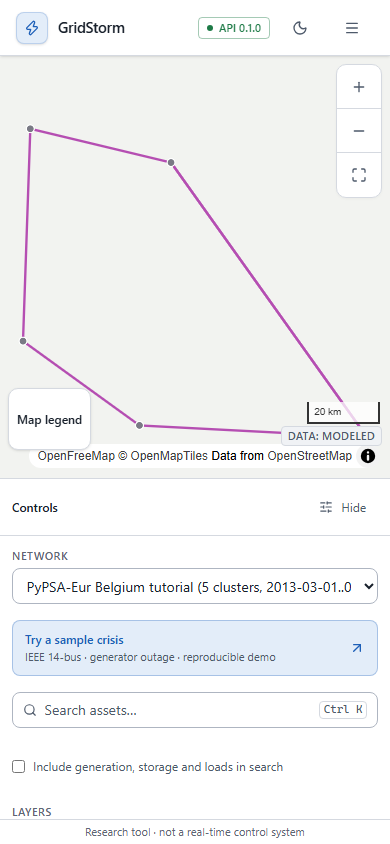 GridStorm
API 0.1.0
20 km
DATA: MODELED
Map legend
OpenFreeMap © OpenMapTiles Data from OpenStreetMap
Controls
Hide
NETWORK
PyPSA-Eur Belgium tutorial (5 clusters, 2013-03-01..0
Try a sample crisis
IEEE 14-bus · generator outage · reproducible demo
Search assets...
Ctrl K
Include generation, storage and loads in search
LAYERS
Research tool · not a real-time control system